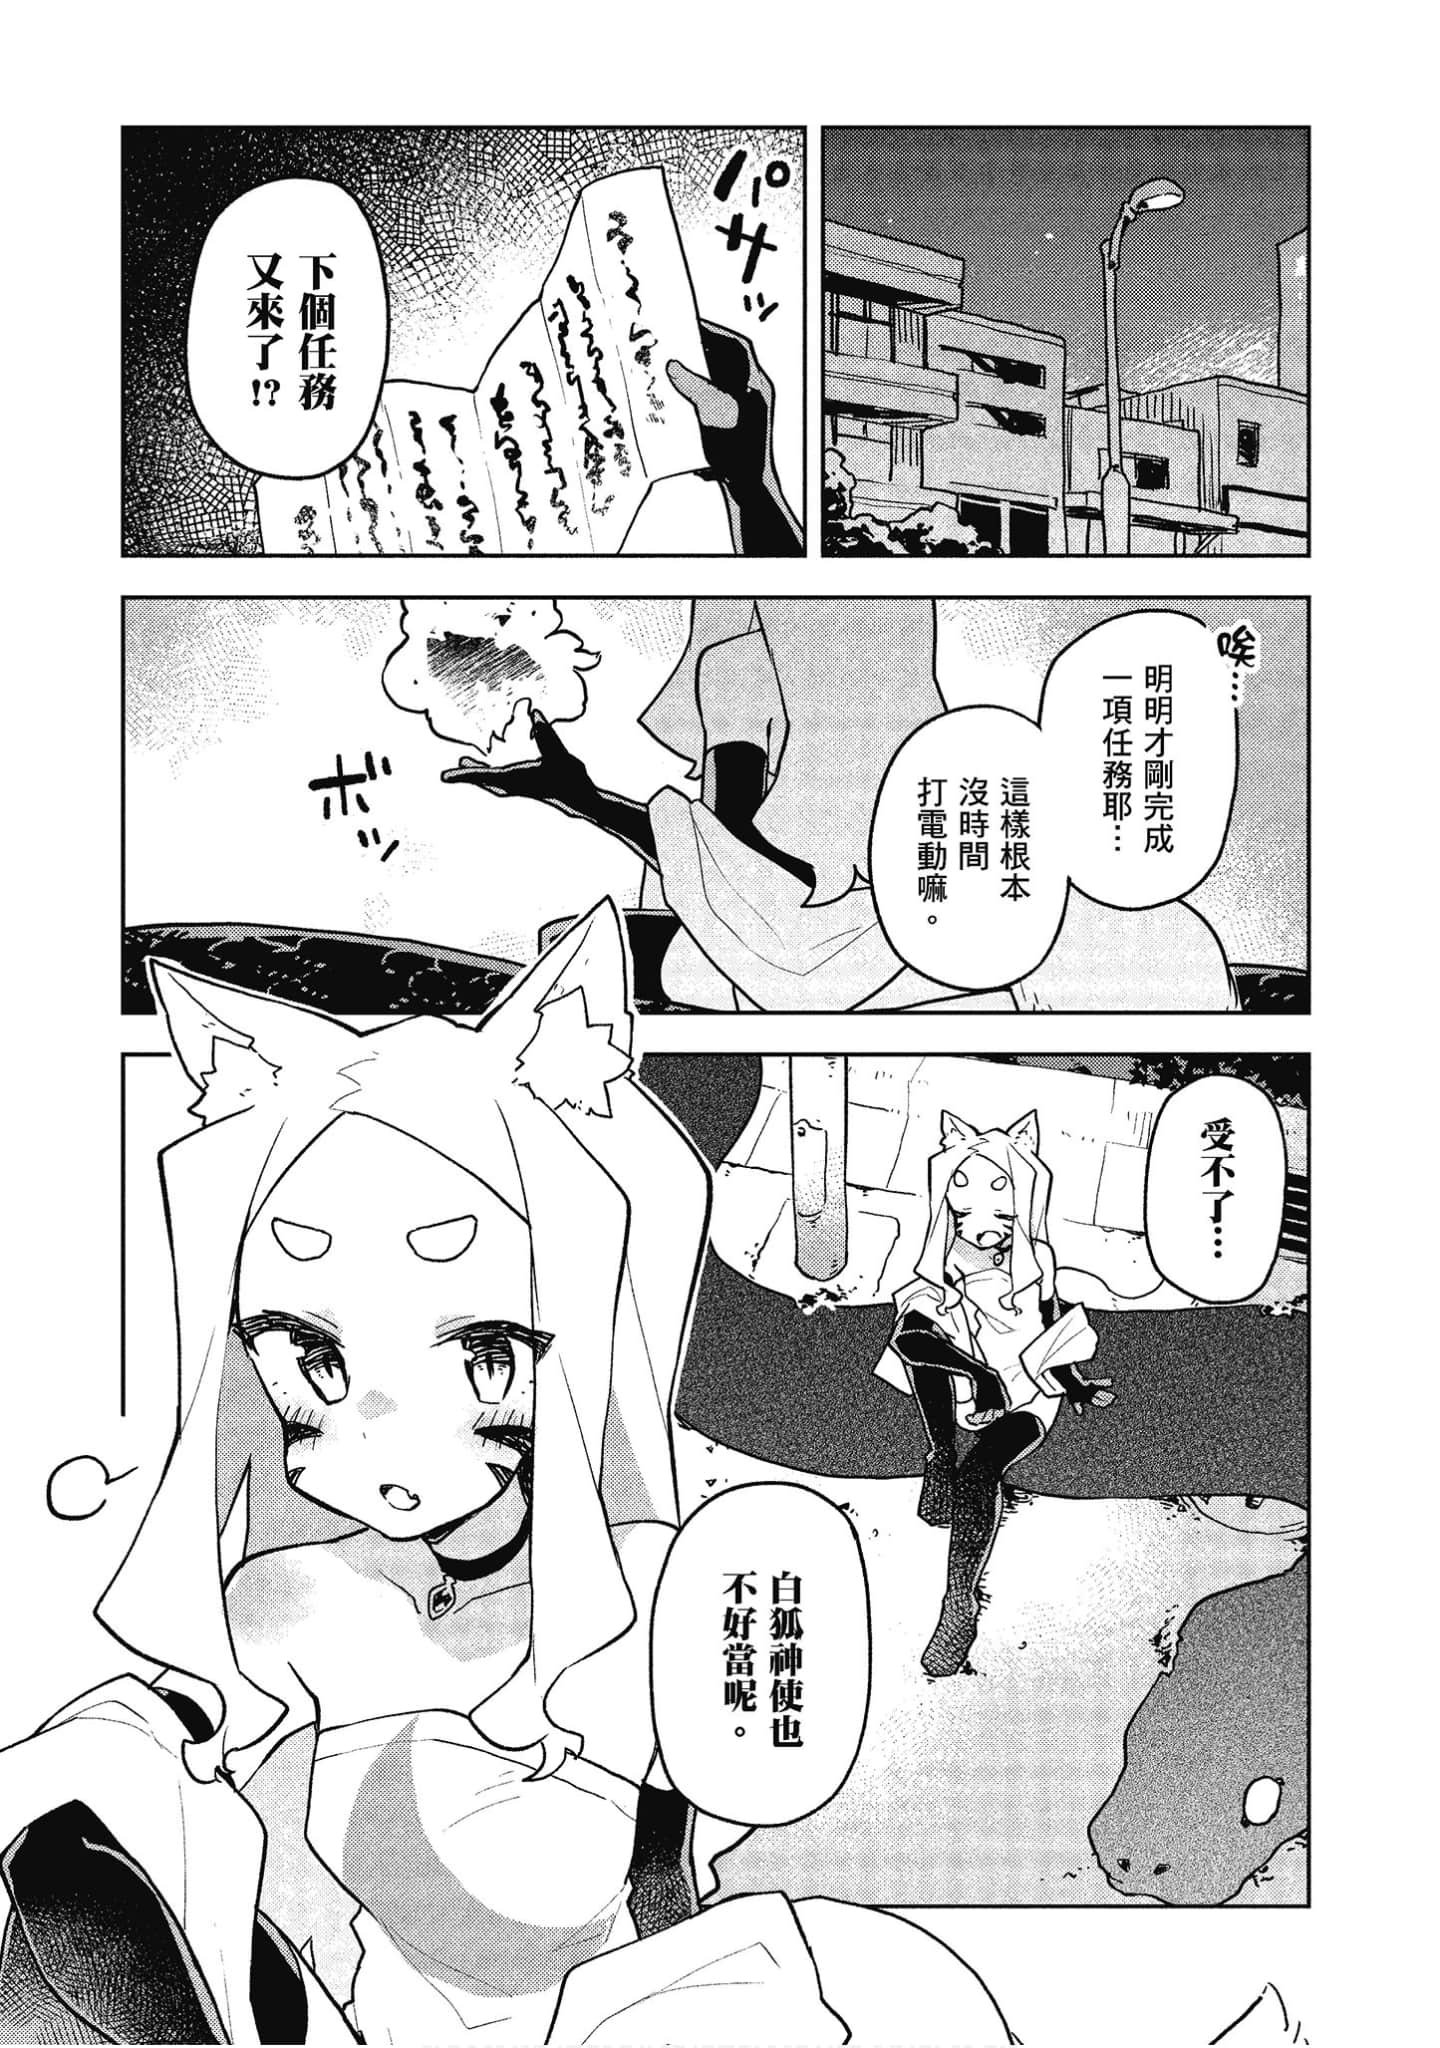 パサッ
下個任務
又來了!?
唉…
明明才剛完成
一項任務耶…
這樣根本
沒時間
打電動嘛。
ボッ
受不了…
白狐神使也
不好當呢。